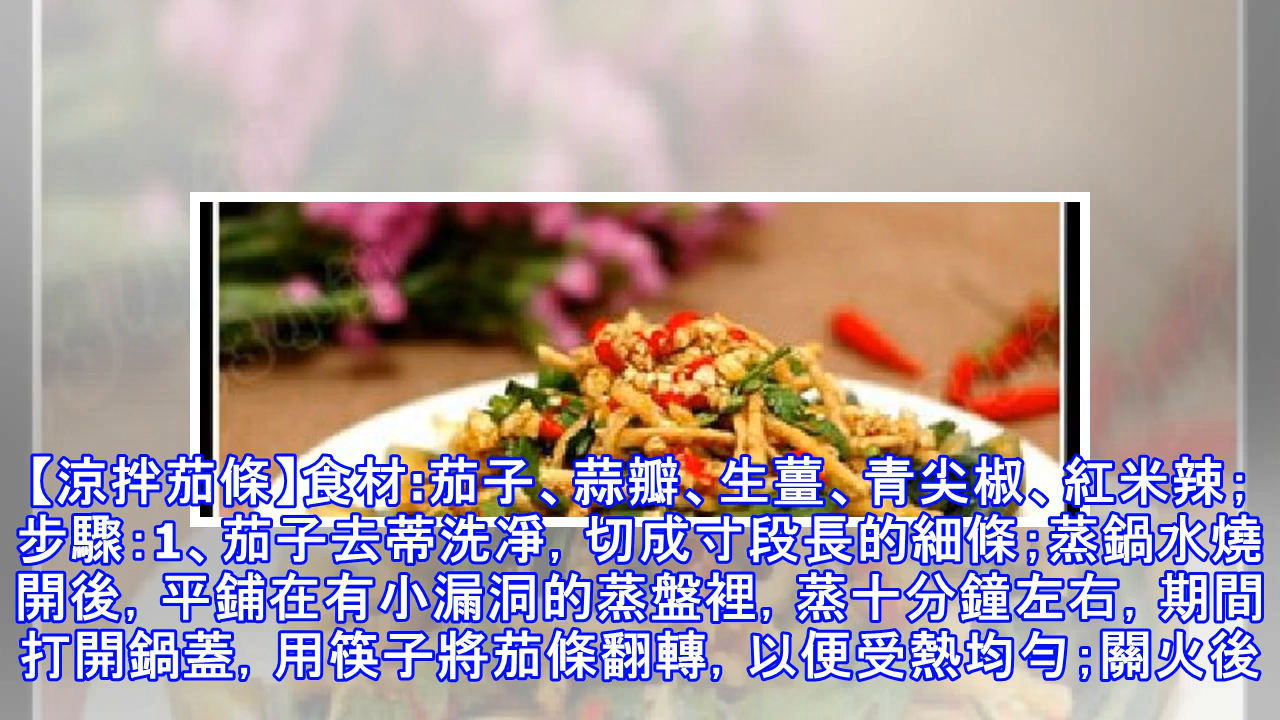 【涼拌茄條】食材:茄子、蒜瓣、生薑、青尖椒、紅米辣;
步驟:1、茄子去蒂洗凈, 切成寸段長的細條;蒸鍋水燒
開後, 平鋪在有小漏洞的蒸盤裡, 蒸十分鐘左右, 期間
打開鍋蓋, 用筷子將茄條翻轉, 以便受熱均勻;關火後